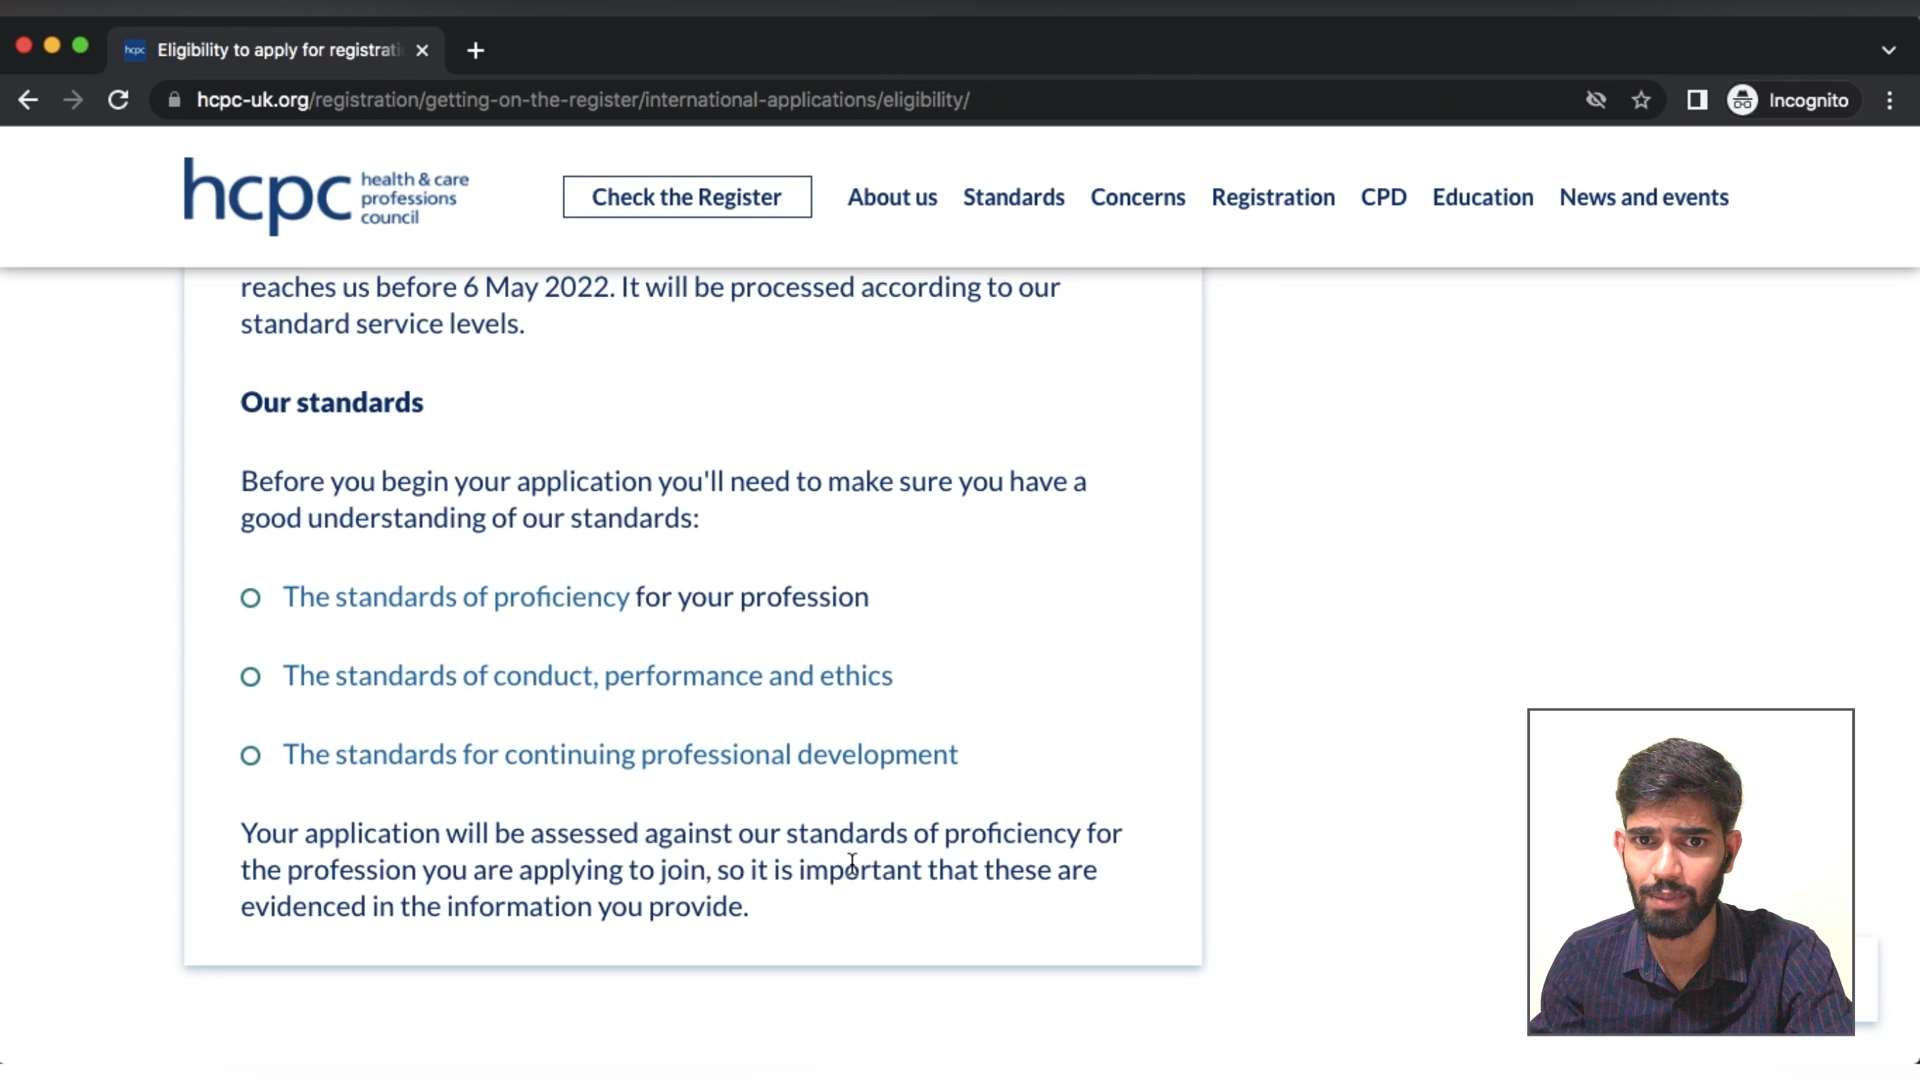 hcpc
Eligibility to apply for registrati
hcpc-uk.org/registration/getting-on-the-register/international-applications/eligibility/
Incognito
hcpc
health & care
professions
council
Check the Register
About us
Standards
Concerns
Registration
CPD
Education
News and events
reaches us before 6 May 2022. It will be processed according to our
standard service levels.
Our standards
Before you begin your application you'll need to make sure you have a
good understanding of our standards:
The standards of proficiency for your profession
The standards of conduct, performance and ethics
The standards for continuing professional development
Your application will be assessed against our standards of proficiency for
the profession you are applying to join, so it is important that these are
evidenced in the information you provide.